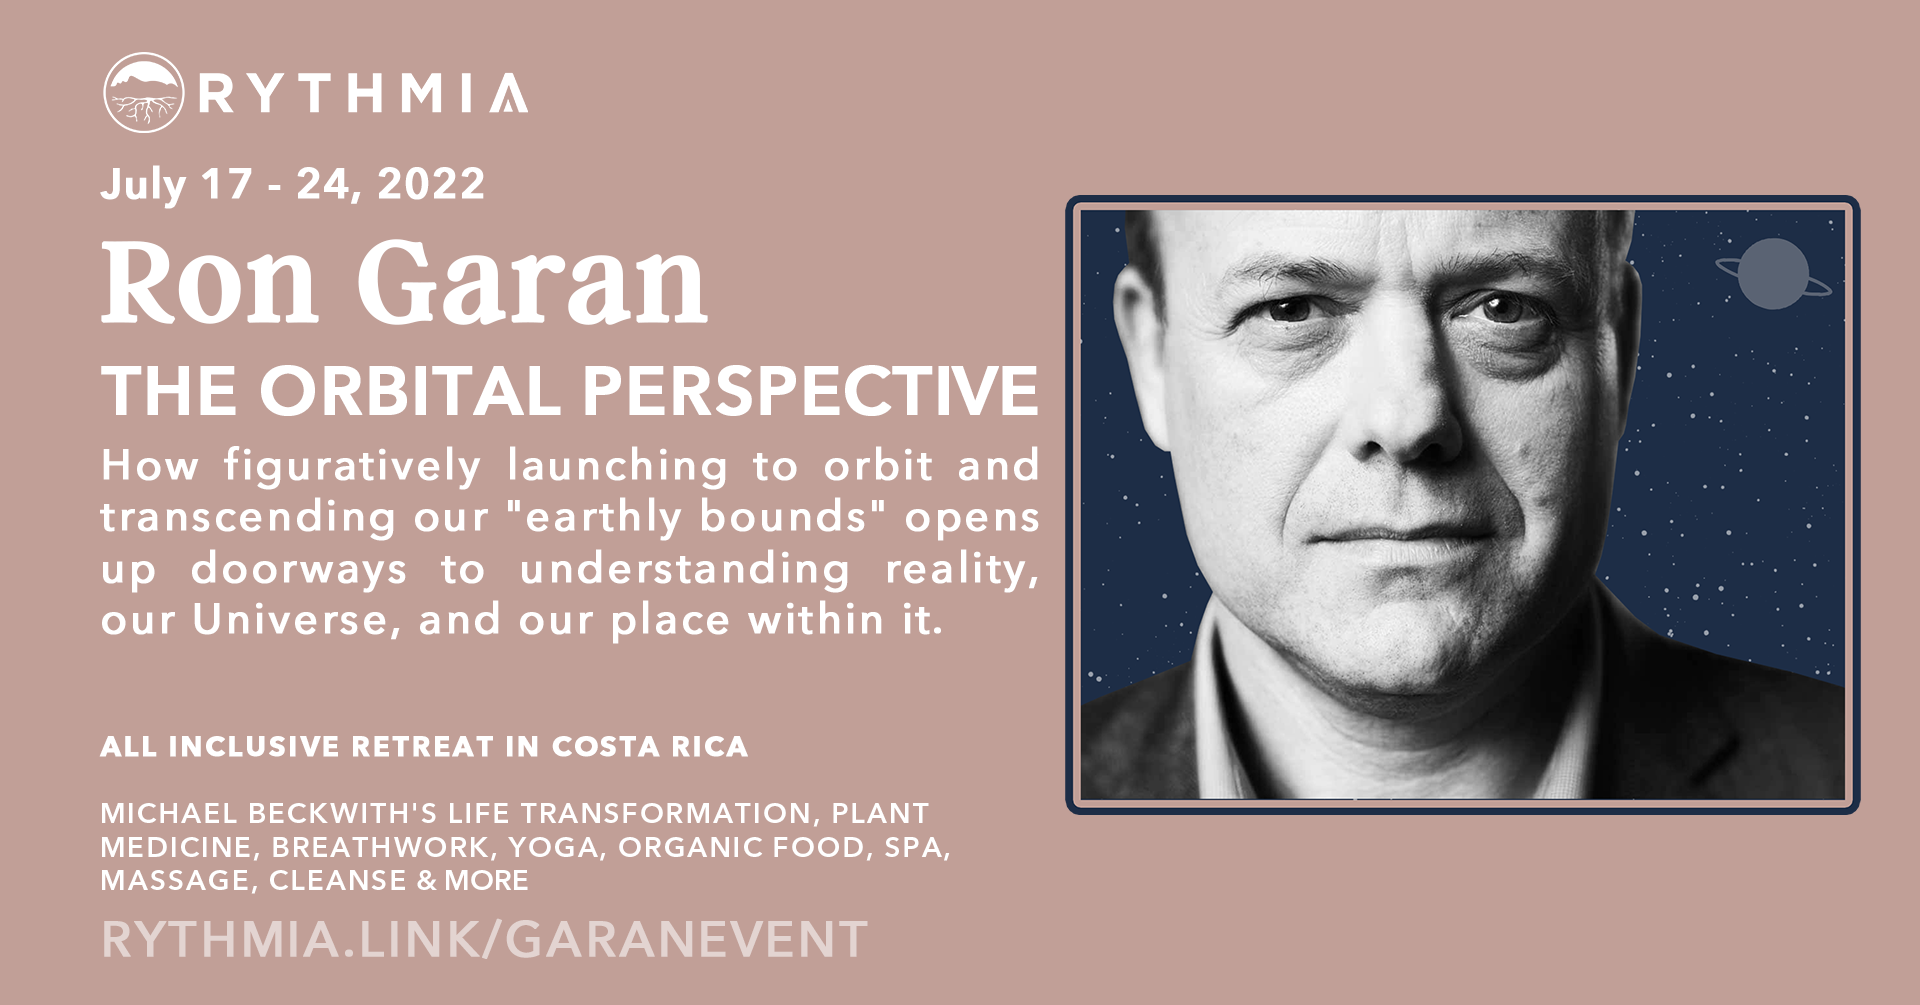 RYTHMIA
July 17 - 24, 2022
Ron Garan
THE ORBITAL PERSPECTIVE
How figuratively launching to orbit and
transcending our "earthly bounds" opens
up doorways to understanding reality,
our Universe, and our place within it.
ALL INCLUSIVE RETREAT IN COSTA RICA
MICHAEL BECKWITH'S LIFE TRANSFORMATION, PLANT
MEDICINE, BREATHWORK, YOGA, ORGANIC FOOD, SPA,
MASSAGE, CLEANSE & MORE
RYTHMIA.LINK/GARANEVENT